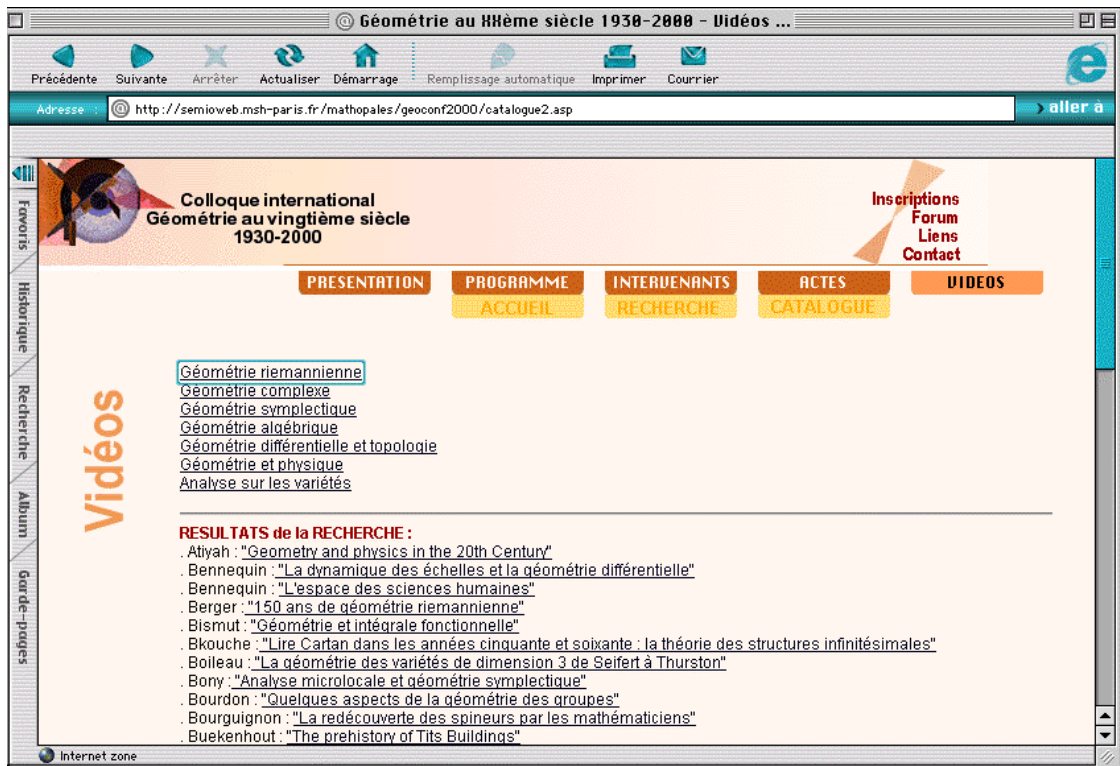 Géométrie au XXème siècle 1930-2000 - Vidéos ...
Précédente Suivante Arrêter Actualiser Démarrage Remplissage automatique Imprimer Courrier
Adresse : http://semioweb.msh-paris.fr/mathopales/geoconf2000/catalogue2.asp aller à
Favoris
Historique
Recherche
Album
Garde-pages
Colloque international
Géométrie au vingtième siècle
1930-2000
Inscriptions
Forum
Liens
Contact
PRESENTATION PROGRAMME INTERVENANTS ACTES VIDEOS
ACCUEIL RECHERCHE CATALOGUE
Vidéos
Géométrie riemannienne
Géométrie complexe
Géométrie symplectique
Géométrie algébrique
Géométrie différentielle et topologie
Géométrie et physique
Analyse sur les variétés
RESULTATS de la RECHERCHE :
. Atiyah : "Geometry and physics in the 20th Century"
. Bennequin : "La dynamique des échelles et la géométrie différentielle"
. Bennequin : "L'espace des sciences humaines"
. Berger : "150 ans de géométrie riemannienne"
. Bismut : "Géométrie et intégrale fonctionnelle"
. Bkouche : "Lire Cartan dans les années cinquante et soixante : la théorie des structures infinitésimales"
. Boileau : "La géométrie des variétés de dimension 3 de Seifert à Thurston"
. Bony : "Analyse microlocale et géométrie symplectique"
. Bourdon : "Quelques aspects de la géométrie des groupes"
. Bourguignon : "La redécouverte des spineurs par les mathématiciens"
. Buekenhout : "The prehistory of Tits Buildings"
Internet zone